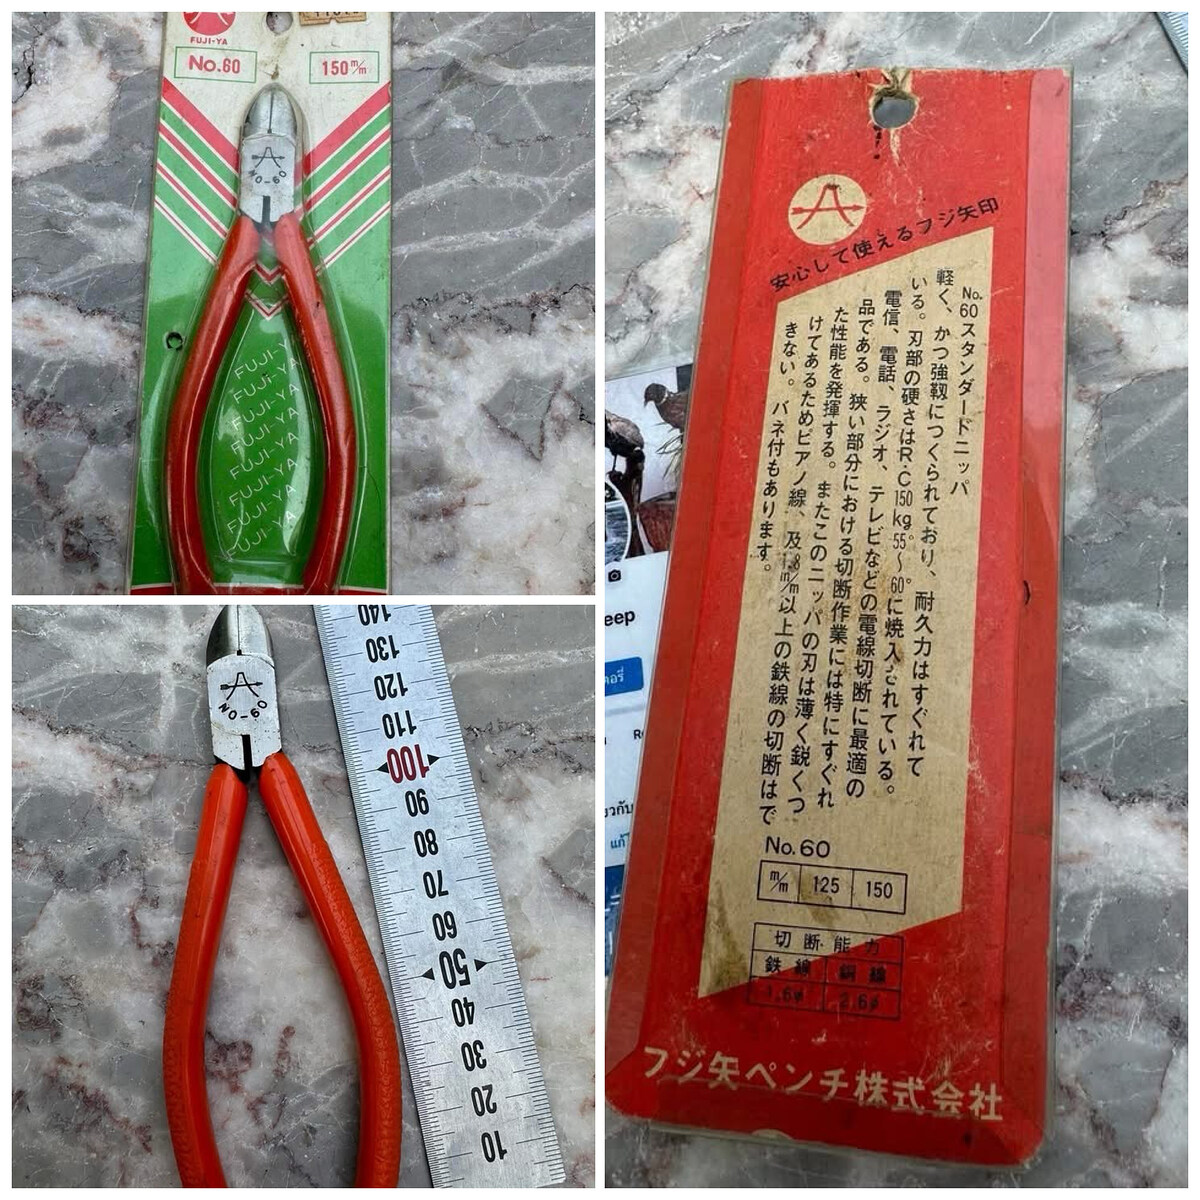 FUJI-YA
No.60
150m/m
NO-60
FUJI-Y
FUJI-YA
FUJI-YA
FUJI-YA
FUJI-YA
FUJI-YA
FUJI-YA
FUJI-YA
NO-60
140
130
120
110
100
90
80
70
60
50
40
30
20
10
安心して使えるフジ矢印
No.60スタンダードニッパ
軽く、かつ強靱につくられており、耐久力はすぐれて
いる。刃部の硬さはR.C150kg。55〜60°に焼入されている。
電信、電話、ラジオ、テレビなどの電線切断に最適の
品である。狭い部分における切断作業には特にすぐれ
た性能を発揮する。またこのニッパの刃は薄く鋭くつ
けてあるためピアノ線、及 m/m以上の鉄線の切断はで
きない。バネ付もあります。
No.60
m/m 125 150
切断能力
鉄線 銅線
1.6φ 2.6φ
フジ矢ペンチ株式会社
eep